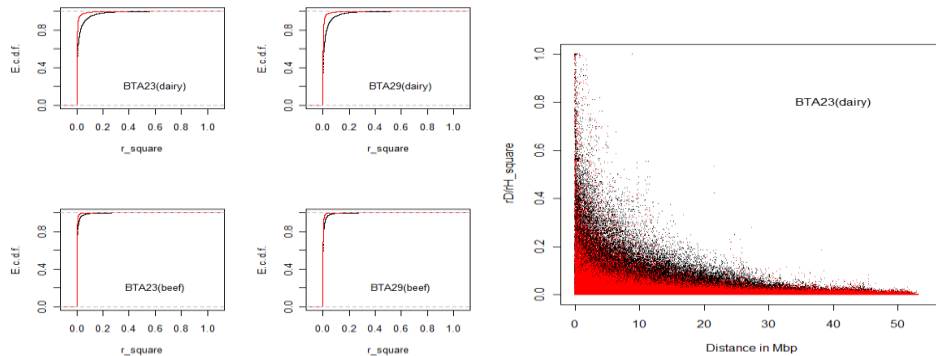 E.c.d.f.
0.0 0.4 0.8
BTA23(dairy)
0.0 0.2 0.4 0.6 0.8 1.0
r_square
E.c.d.f.
0.0 0.4 0.8
BTA29(dairy)
0.0 0.2 0.4 0.6 0.8 1.0
r_square
E.c.d.f.
0.0 0.4 0.8
BTA23(beef)
0.0 0.2 0.4 0.6 0.8 1.0
r_square
E.c.d.f.
0.0 0.4 0.8
BTA29(beef)
0.0 0.2 0.4 0.6 0.8 1.0
r_square
rD/rH_square
0.0 0.2 0.4 0.6 0.8 1.0
BTA23(dairy)
0 10 20 30 40 50
Distance in Mbp